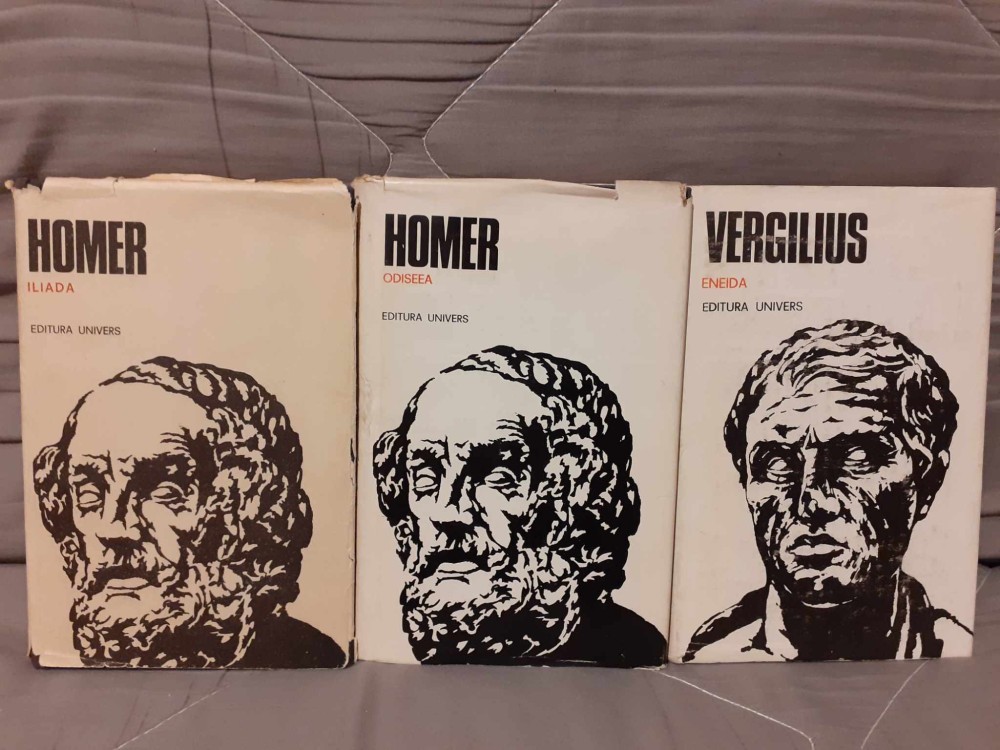 HOMER
ILIADA
EDITURA UNIVERS
HOMER
ODISEEA
EDITURA UNIVERS
VERGILIUS
ENEIDA
EDITURA UNIVERS